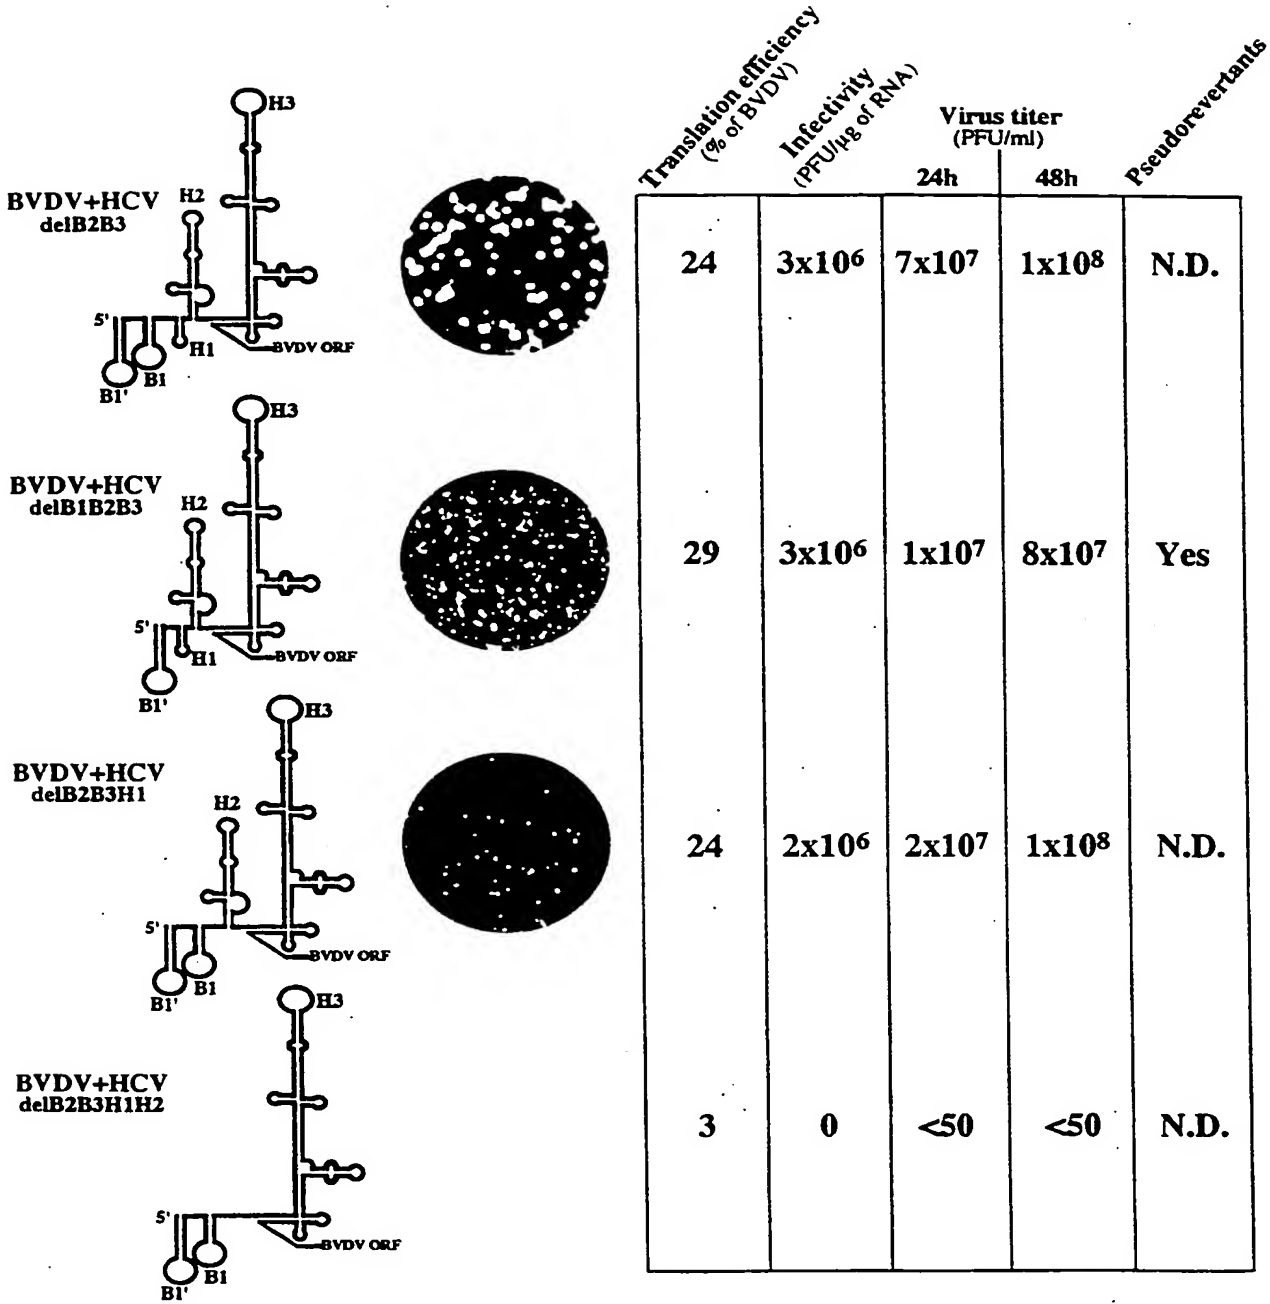 Translation efficiency
(% of BVDV)
Infectivity
(PFU/µg of RNA)
Virus titer
(PFU/ml)
24h 48h
Pseudorevertants
BVDV+HCV
delB2B3
H3
H2
5'
H1
BVDV ORF
B1
B1'
24 3x10⁶ 7x10⁷ 1x10⁸ N.D.
BVDV+HCV
delB1B2B3
H3
H2
5'
H1
BVDV ORF
B1'
29 3x10⁶ 1x10⁷ 8x10⁷ Yes
BVDV+HCV
delB2B3H1
H3
H2
5'
BVDV ORF
B1
B1'
24 2x10⁶ 2x10⁷ 1x10⁸ N.D.
BVDV+HCV
delB2B3H1H2
H3
5'
BVDV ORF
B1
B1'
3 0 <50 <50 N.D.